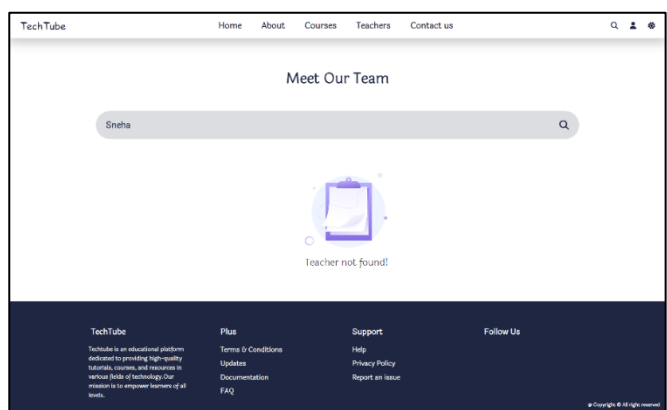 TechTube
Home About Courses Teachers Contact us
Meet Our Team
Sneha
Teacher not found!
TechTube
Techtube is an educational platform
dedicated to providing high-quality
tutorials, courses, and resources in
various fields of technology.Our
mission is to empower learners of all
levels.
Plus
Terms & Conditions
Updates
Documentation
FAQ
Support
Help
Privacy Policy
Report an issue
Follow Us
© Copyright © All right reserved